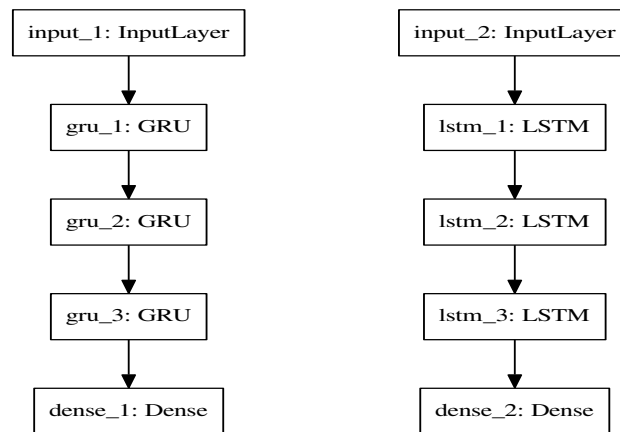 input_1: InputLayer
gru_1: GRU
gru_2: GRU
gru_3: GRU
dense_1: Dense
input_2: InputLayer
lstm_1: LSTM
lstm_2: LSTM
lstm_3: LSTM
dense_2: Dense